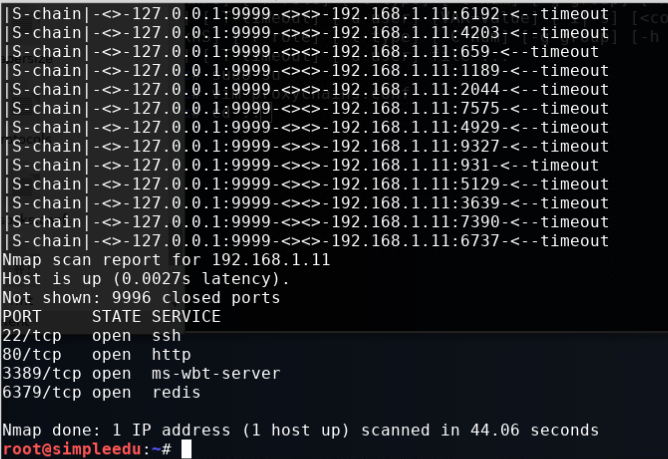 |S-chain|-<>-127.0.0.1:9999-<><>-192.168.1.11:6192-<--timeout
|S-chain|-<>-127.0.0.1:9999-<><>-192.168.1.11:4203-<--timeout
|S-chain|-<>-127.0.0.1:9999-<><>-192.168.1.11:659-<--timeout
|S-chain|-<>-127.0.0.1:9999-<><>-192.168.1.11:1189-<--timeout
|S-chain|-<>-127.0.0.1:9999-<><>-192.168.1.11:2044-<--timeout
|S-chain|-<>-127.0.0.1:9999-<><>-192.168.1.11:7575-<--timeout
|S-chain|-<>-127.0.0.1:9999-<><>-192.168.1.11:4929-<--timeout
|S-chain|-<>-127.0.0.1:9999-<><>-192.168.1.11:9327-<--timeout
|S-chain|-<>-127.0.0.1:9999-<><>-192.168.1.11:931-<--timeout
|S-chain|-<>-127.0.0.1:9999-<><>-192.168.1.11:5129-<--timeout
|S-chain|-<>-127.0.0.1:9999-<><>-192.168.1.11:3639-<--timeout
|S-chain|-<>-127.0.0.1:9999-<><>-192.168.1.11:7390-<--timeout
|S-chain|-<>-127.0.0.1:9999-<><>-192.168.1.11:6737-<--timeout
Nmap scan report for 192.168.1.11
Host is up (0.0027s latency).
Not shown: 9996 closed ports
PORT     STATE SERVICE
22/tcp   open  ssh
80/tcp   open  http
3389/tcp open  ms-wbt-server
6379/tcp open  redis
Nmap done: 1 IP address (1 host up) scanned in 44.06 seconds
root@simpleedu:~#